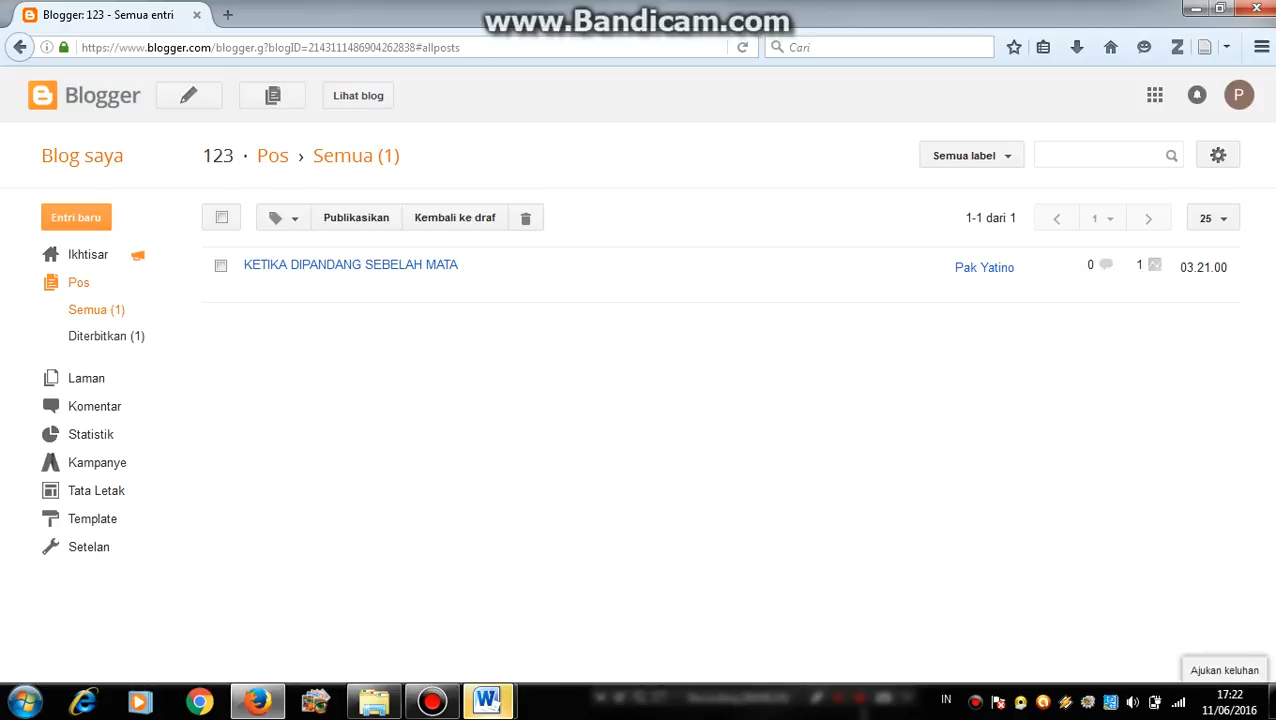 Blogger: 123 - Semua entri
www.Bandicam.com
https://www.blogger.com/blogger.g?blogID=2143111486904262838#allposts
Cari
Blogger
Lihat blog
P
Blog saya
123 · Pos › Semua (1)
Semua label
Entri baru
Publikasikan
Kembali ke draf
1-1 dari 1
1
25
Ikhtisar
KETIKA DIPANDANG SEBELAH MATA
Pak Yatino
0
1
03.21.00
Pos
Semua (1)
Diterbitkan (1)
Laman
Komentar
Statistik
Kampanye
Tata Letak
Template
Setelan
Ajukan keluhan
IN
17:22
11/06/2016